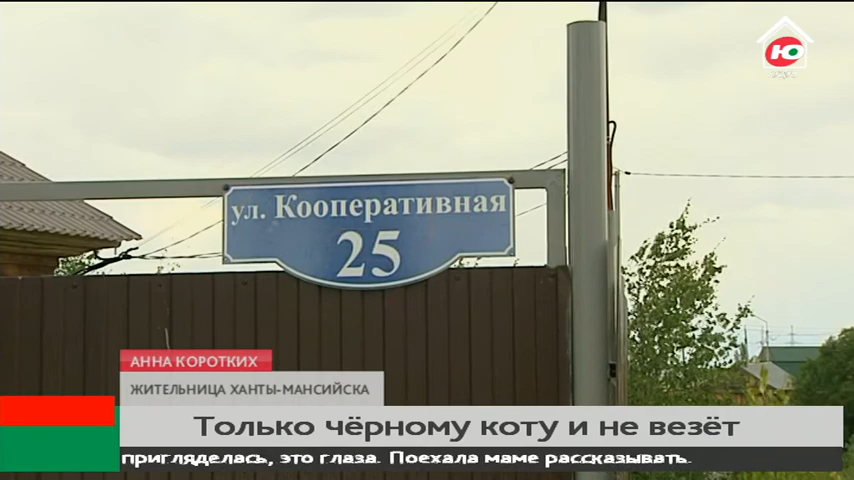 Ю
ул. Кооперативная
25
АННА КОРОТКИХ
ЖИТЕЛЬНИЦА ХАНТЫ-МАНСИЙСКА
Только чёрному коту и не везёт
пригляделась, это глаза. Поехала маме рассказывать.